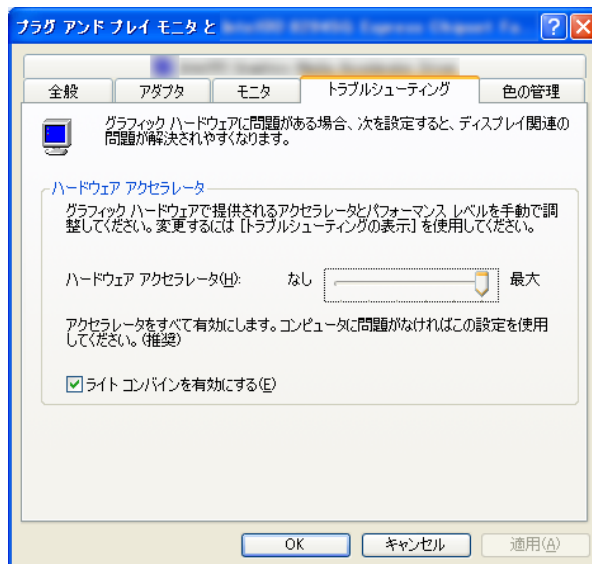 プラグ アンド プレイ モニタ と
全般
アダプタ
モニタ
トラブルシューティング
色の管理
グラフィック ハードウェアに問題がある場合、次を設定すると、ディスプレイ関連の
問題が解決されやすくなります。
ハードウェア アクセラレータ
グラフィック ハードウェアで提供されるアクセラレータとパフォーマンス レベルを手動で調
整してください。変更するには [トラブルシューティングの表示] を使用してください。
ハードウェア アクセラレータ(H):
なし
最大
アクセラレータをすべて有効にします。コンピュータに問題がなければこの設定を使用
してください。(推奨)
ライト コンバインを有効にする(E)
OK
キャンセル
適用(A)